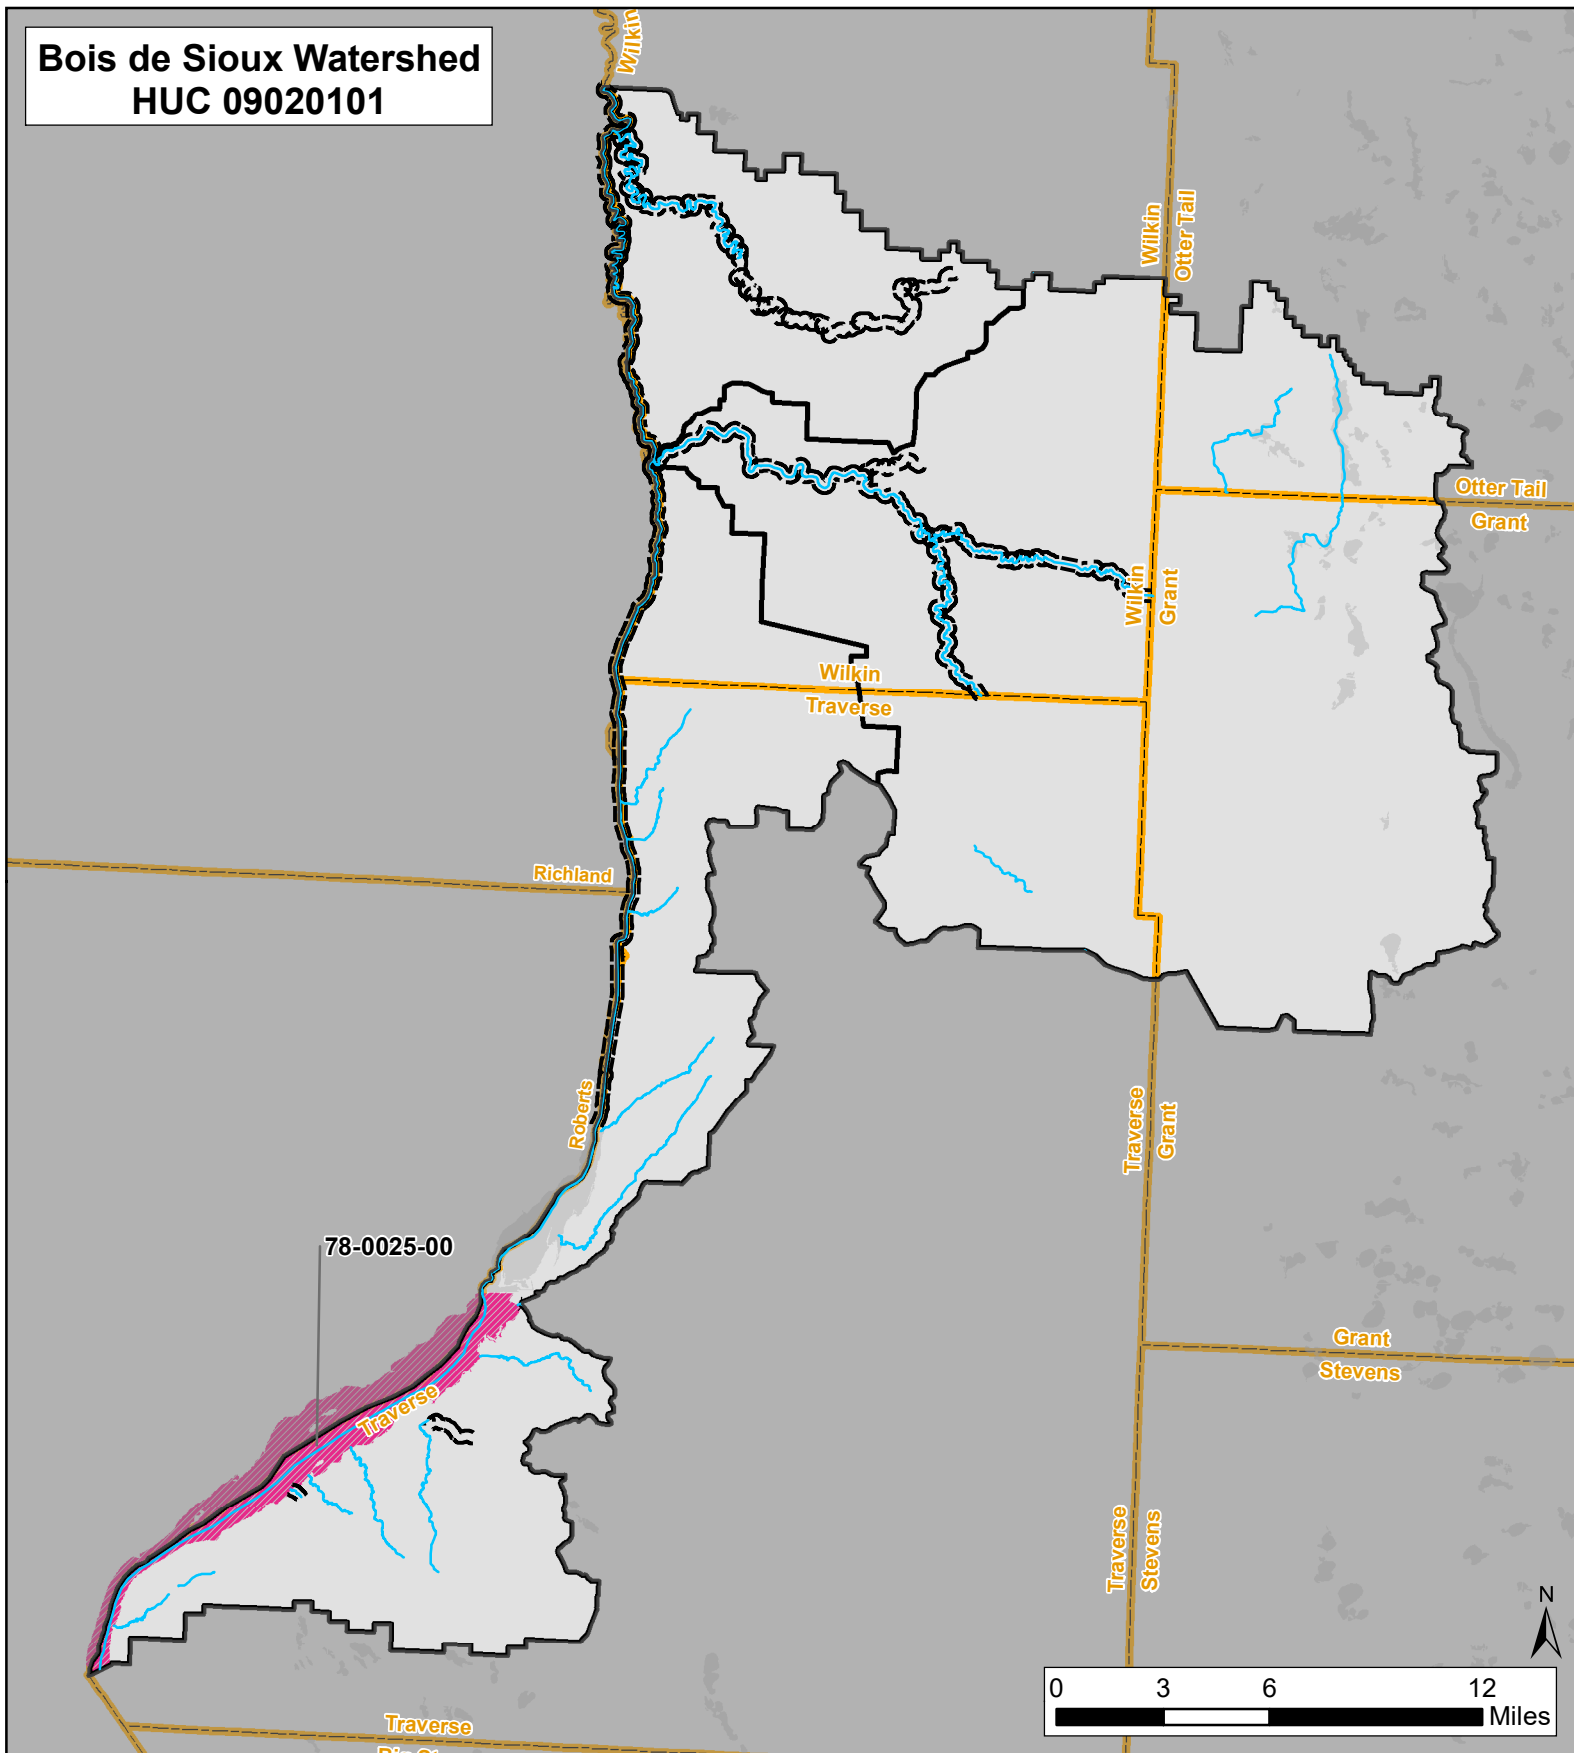 Bois de Sioux Watershed
HUC 09020101
Wilkin
Wilkin
Otter Tail
Otter Tail
Grant
Wilkin
Grant
Wilkin
Traverse
Richland
Roberts
Traverse
Grant
78-0025-00
Grant
Stevens
Traverse
Traverse
Stevens
N
0 3 6 12
Miles
Traverse